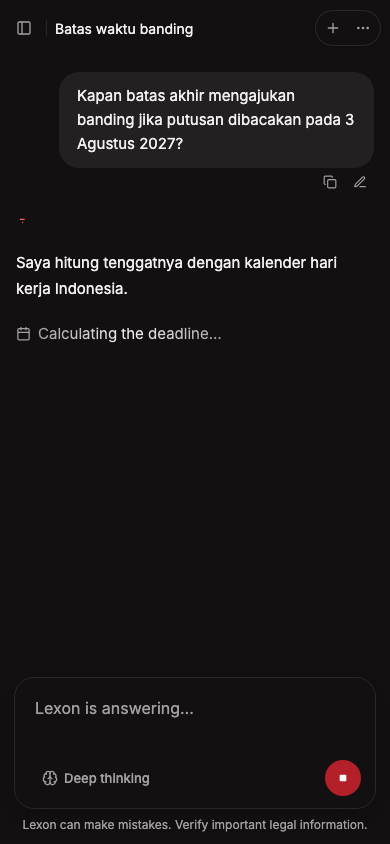 Batas waktu banding
Kapan batas akhir mengajukan
banding jika putusan dibacakan pada 3
Agustus 2027?
Saya hitung tenggatnya dengan kalender hari
kerja Indonesia.
Calculating the deadline...
Lexon is answering...
Deep thinking
Lexon can make mistakes. Verify important legal information.